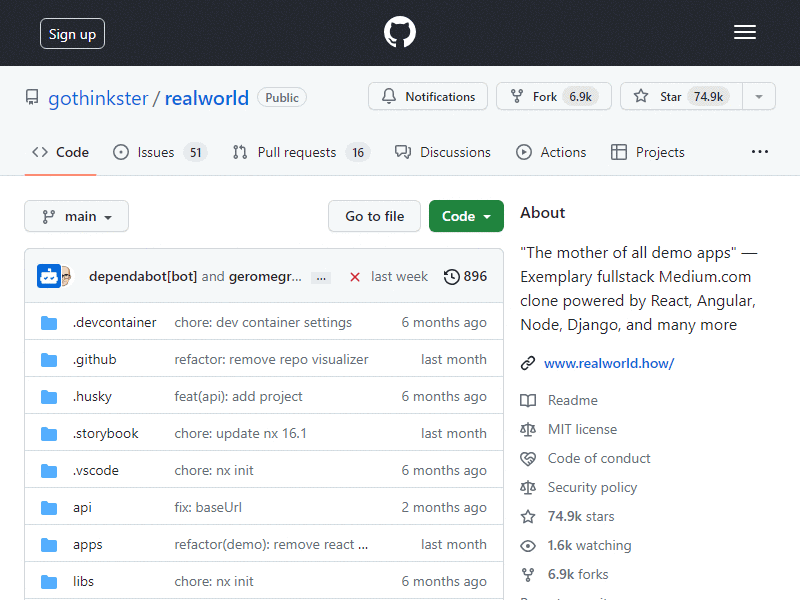 Sign up
gothinkster / realworld Public
Notifications Fork 6.9k Star 74.9k
Code Issues 51 Pull requests 16 Discussions Actions Projects ...
main Go to file Code
dependabot[bot] and geromegr... ... last week 896
.devcontainer chore: dev container settings 6 months ago
.github refactor: remove repo visualizer last month
.husky feat(api): add project 6 months ago
.storybook chore: update nx 16.1 last month
.vscode chore: nx init 6 months ago
api fix: baseUrl 2 months ago
apps refactor(demo): remove react ... last month
libs chore: nx init 6 months ago
About
"The mother of all demo apps" —
Exemplary fullstack Medium.com
clone powered by React, Angular,
Node, Django, and many more
www.realworld.how/
Readme
MIT license
Code of conduct
Security policy
74.9k stars
1.6k watching
6.9k forks